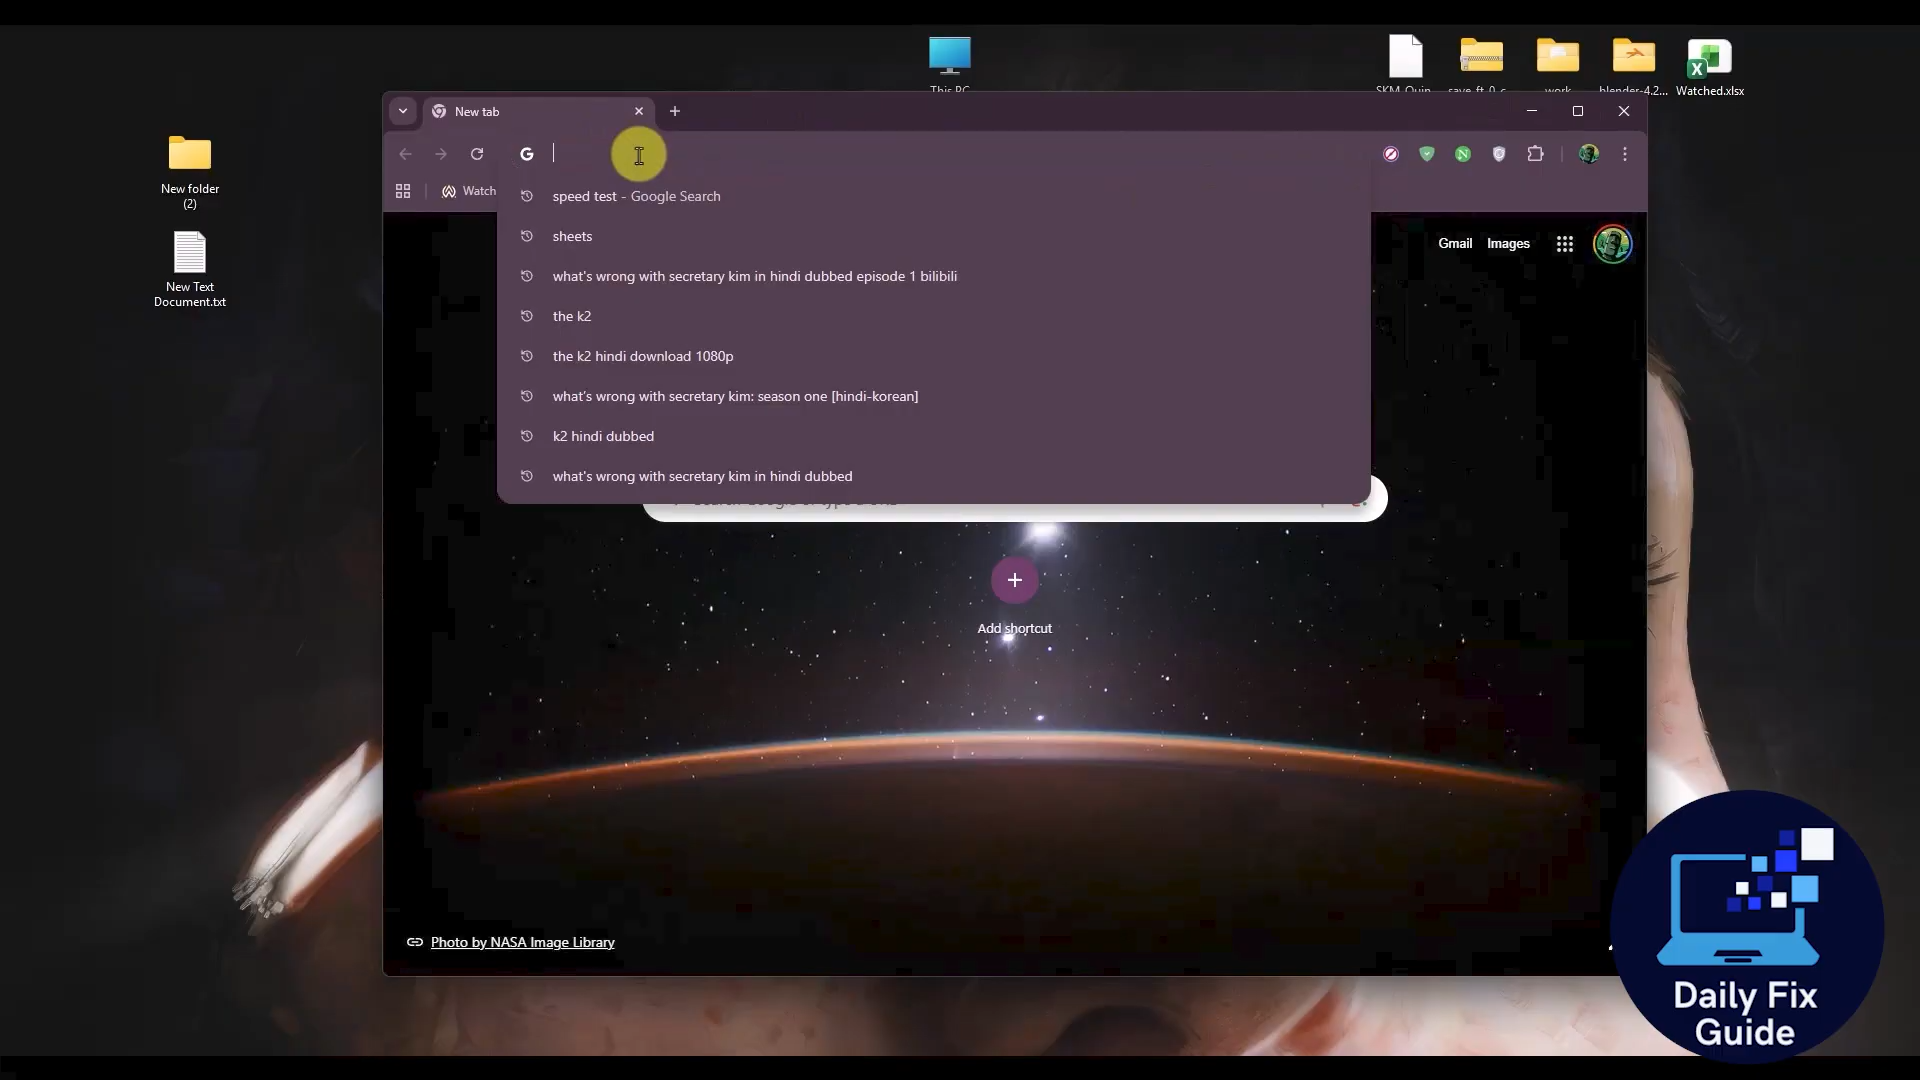 This PC
work
blender-4.2...
Watched.xlsx
New tab
New folder
(2)
Watch
speed test - Google Search
sheets
what's wrong with secretary kim in hindi dubbed episode 1 bilibili
the k2
the k2 hindi download 1080p
what's wrong with secretary kim: season one [hindi-korean]
k2 hindi dubbed
what's wrong with secretary kim in hindi dubbed
Gmail
Images
New Text
Document.txt
Add shortcut
Photo by NASA Image Library
Daily Fix
Guide